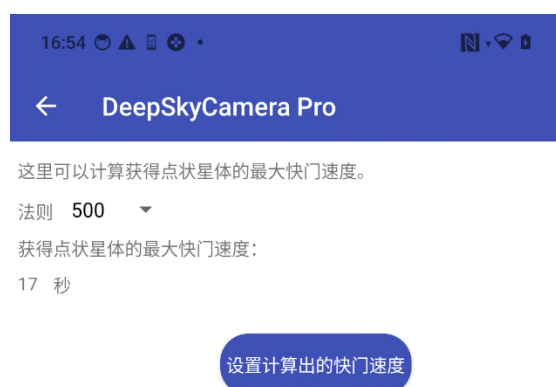 16:54
DeepSkyCamera Pro
这里可以计算获得点状星体的最大快门速度。
法则 500
获得点状星体的最大快门速度：
17 秒
设置计算出的快门速度